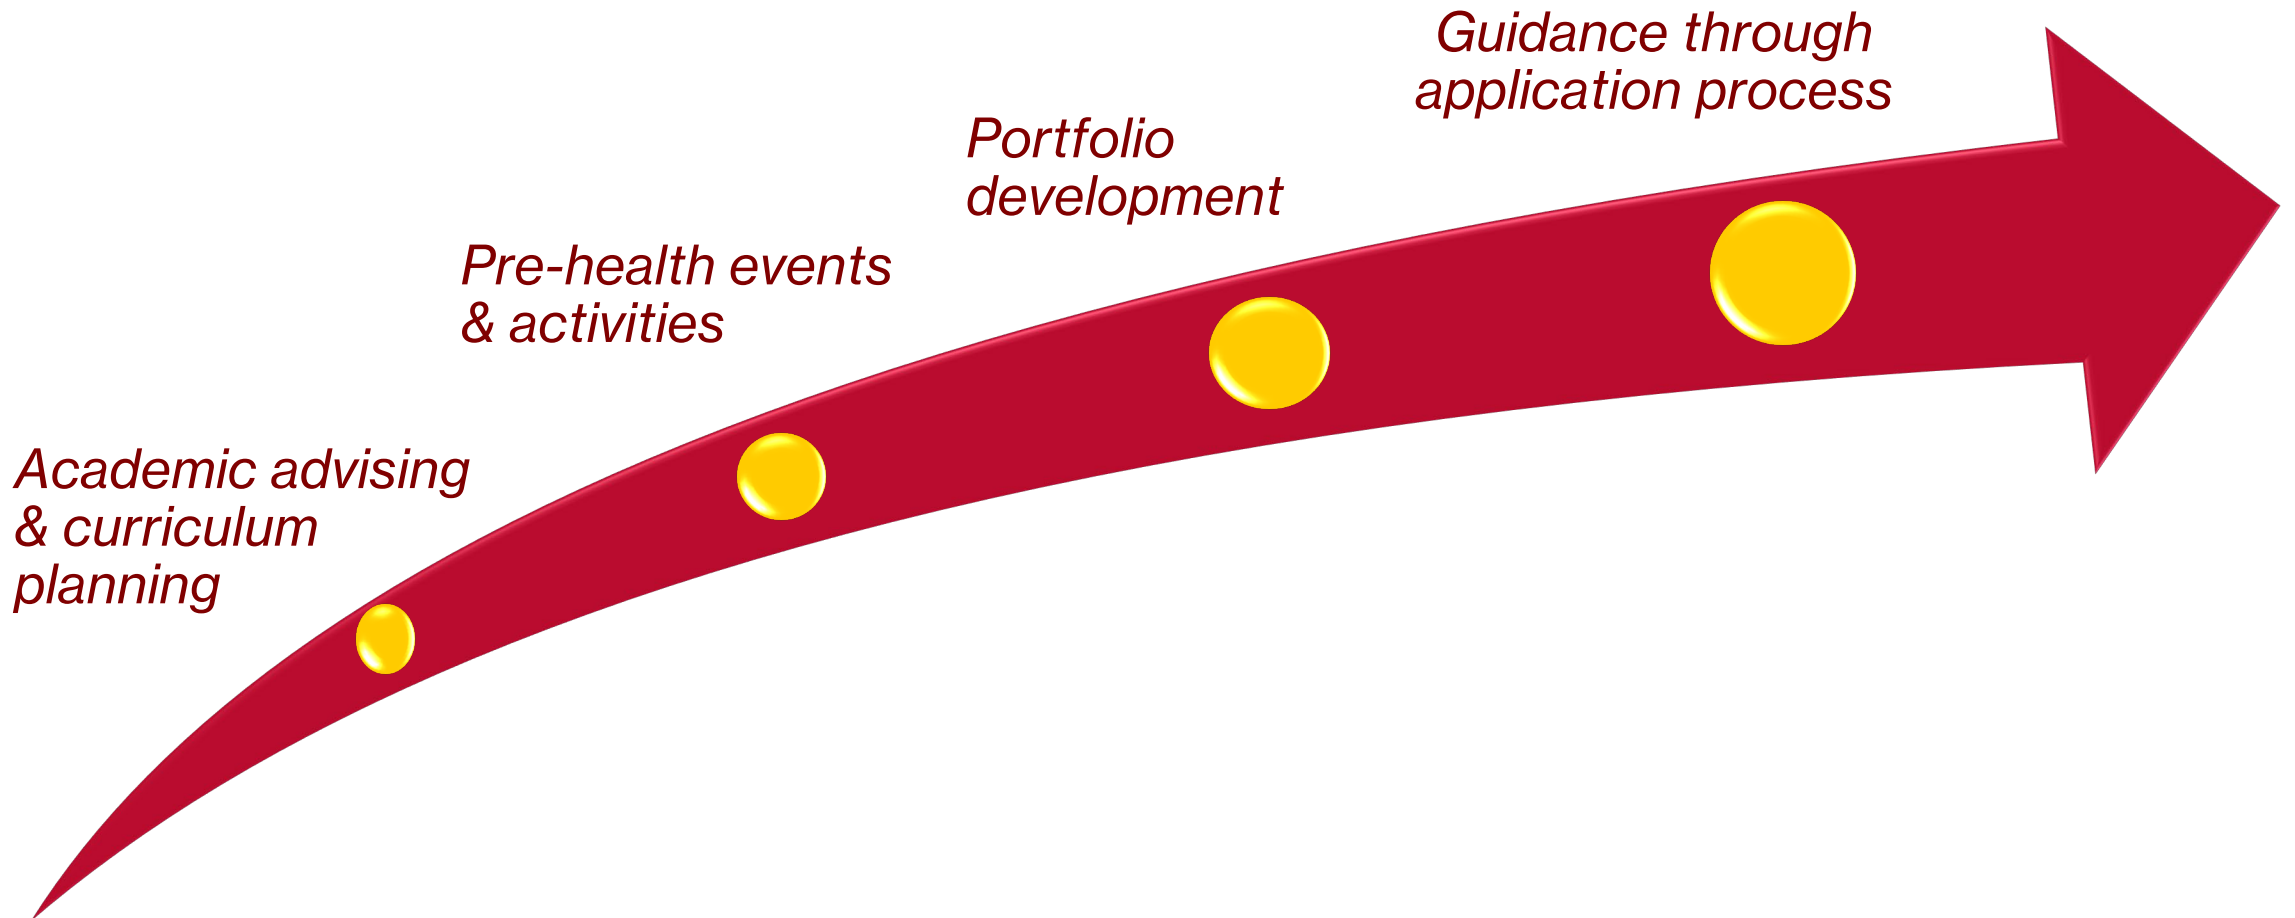 Guidance through
application process
Portfolio
development
Pre-health events
& activities
Academic advising
& curriculum
planning